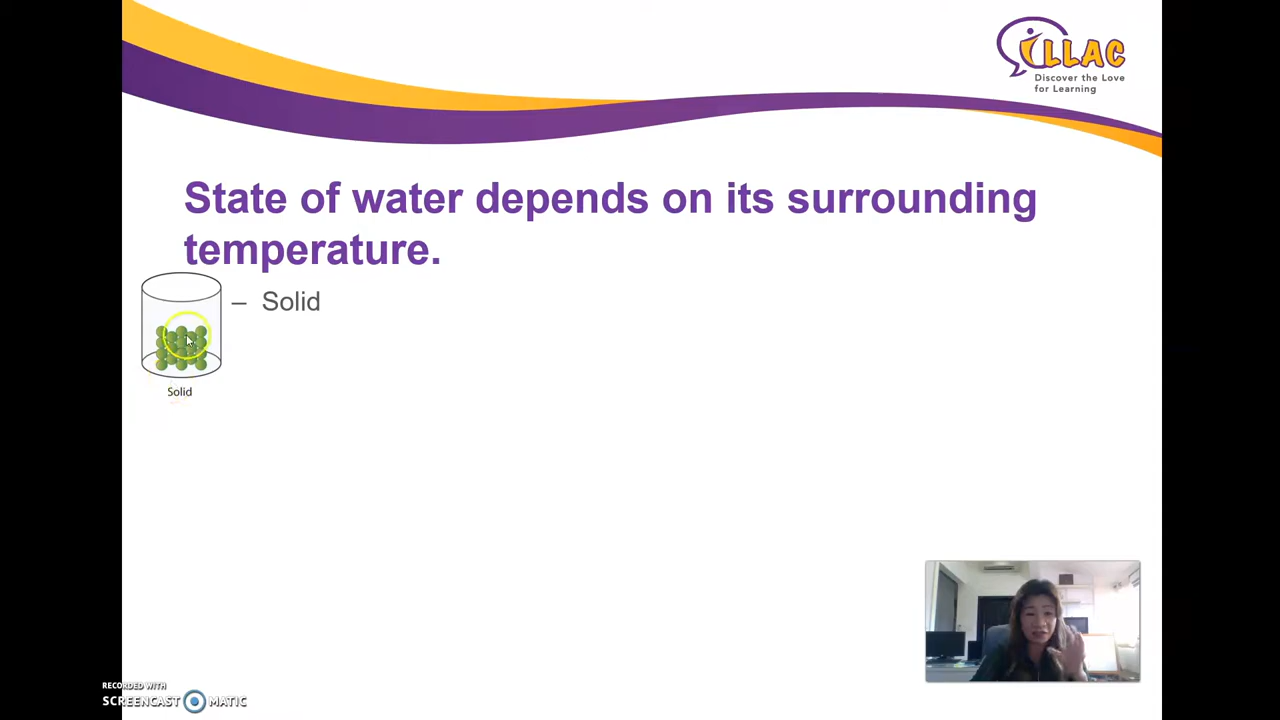 iLLAC
Discover the Love
for Learning
State of water depends on its surrounding
temperature.
– Solid
Solid
RECORDED WITH
SCREENCAST MATIC